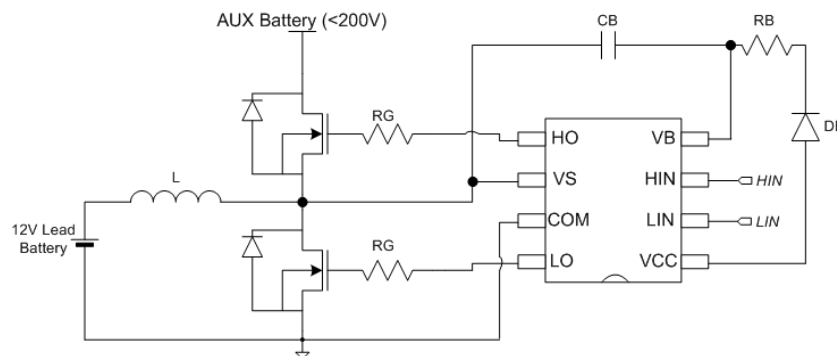 AUX Battery (<200V)
CB
RB
RG
HO
VB
L
VS
HIN
HIN
12V Lead
Battery
COM
LIN
LIN
RG
LO
VCC